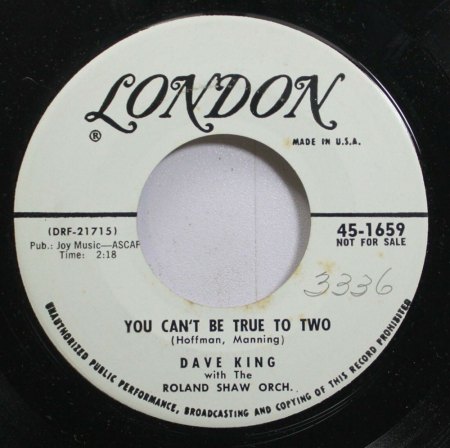 LONDON
®
MADE IN U.S.A.
(DRF-21715)
Pub.: Joy Music—ASCAP
Time: 2:18
45-1659
NOT FOR SALE
3336
YOU CAN'T BE TRUE TO TWO
(Hoffman, Manning)
DAVE KING
with The
ROLAND SHAW ORCH.
UNAUTHORIZED PUBLIC PERFORMANCE, BROADCASTING AND COPYING OF THIS RECORD PROHIBITED